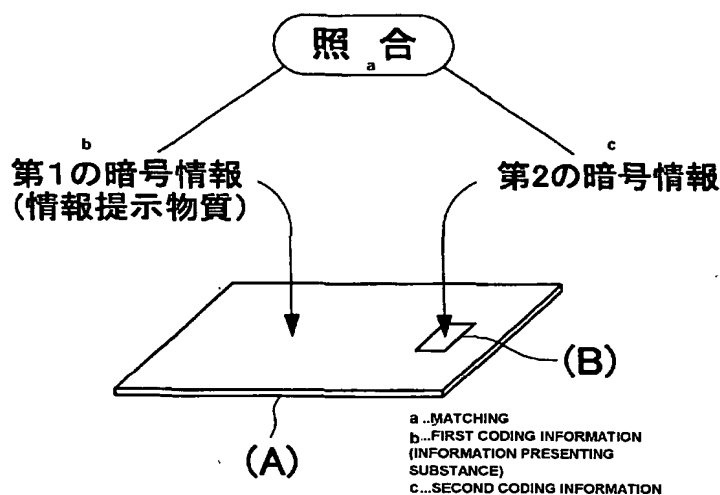 照合
a
b
第1の暗号情報
(情報提示物質)
c
第2の暗号情報
(B)
(A)
a...MATCHING
b...FIRST CODING INFORMATION
(INFORMATION PRESENTING
SUBSTANCE)
c...SECOND CODING INFORMATION